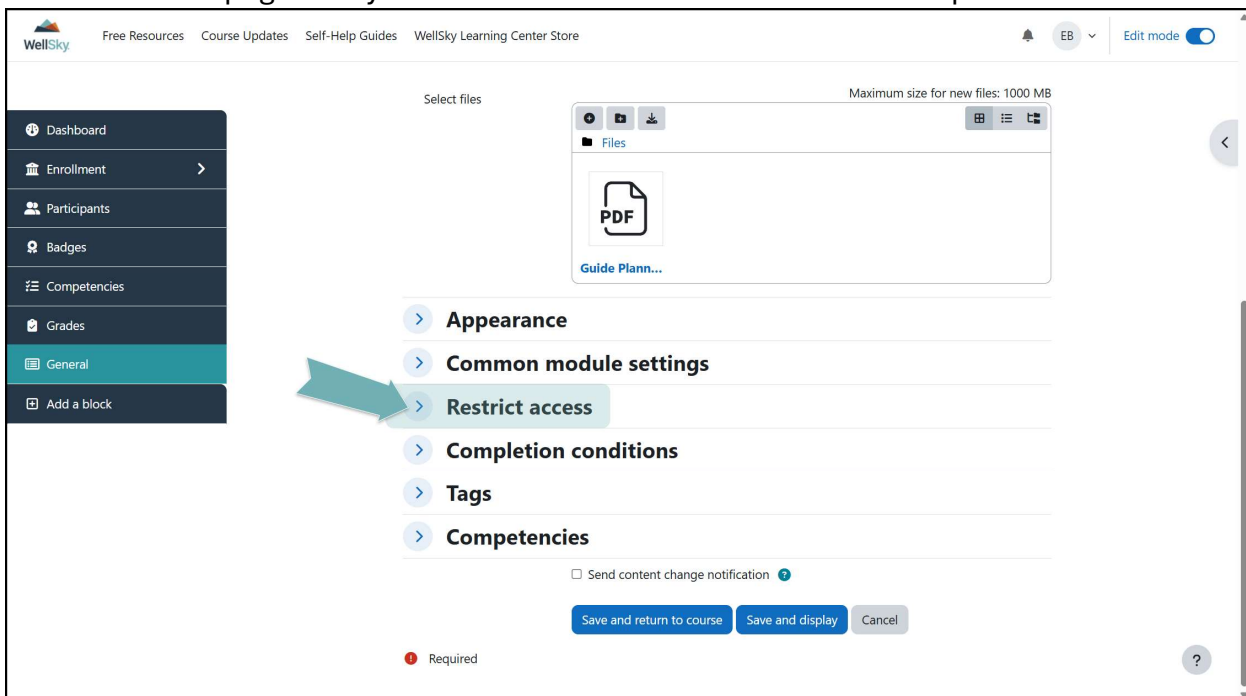 WellSky
Free Resources Course Updates Self-Help Guides WellSky Learning Center Store EB Edit mode
Select files Maximum size for new files: 1000 MB
Files
PDF
Guide Plann...
Dashboard
Enrollment
Participants
Badges
Competencies
Grades
General
Add a block
Appearance
Common module settings
Restrict access
Completion conditions
Tags
Competencies
Send content change notification ?
Save and return to course Save and display Cancel
! Required
?